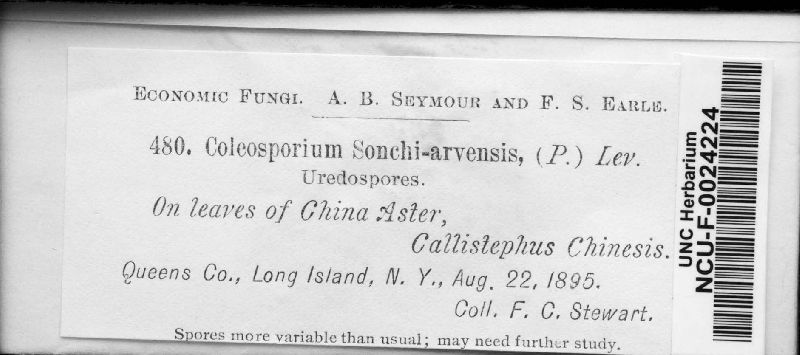 Economic Fungi. A. B. Seymour and F. S. Earle.
480. Coleosporium Sonchi-arvensis, (P.) Lev.
Uredospores.
On leaves of China Aster,
Callistephus Chinesis.
Queens Co., Long Island, N. Y., Aug. 22, 1895.
Coll. F. C. Stewart.
Spores more variable than usual; may need further study.
UNC Herbarium
NCU-F-0024224